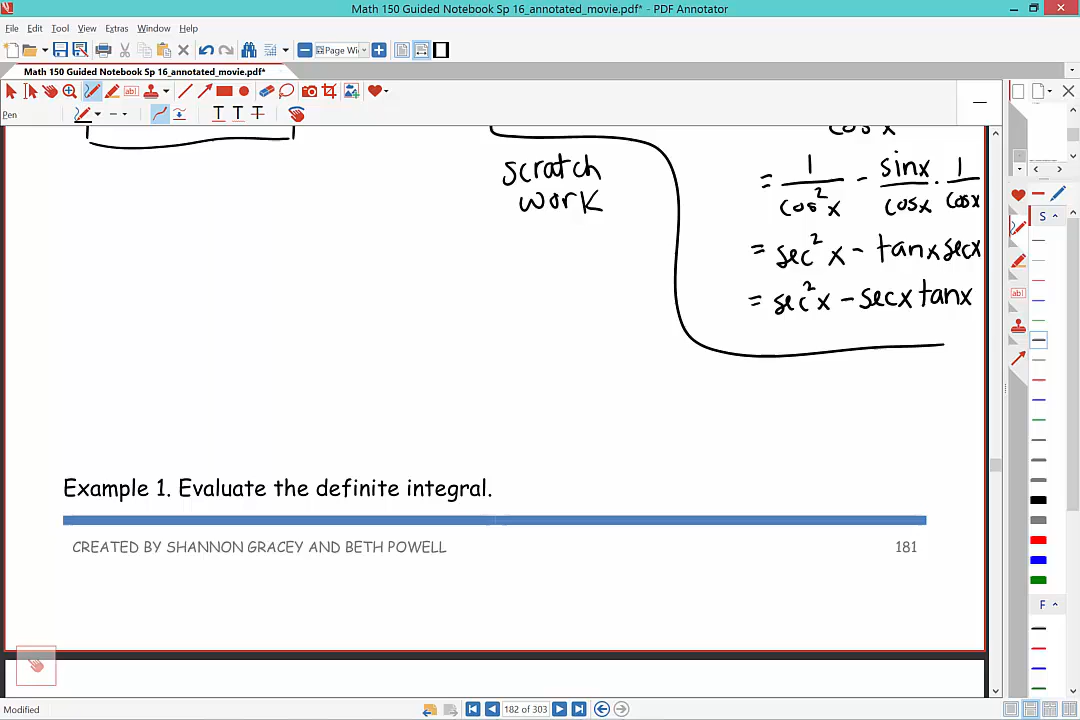 Math 150 Guided Notebook Sp 16_annotated_movie.pdf* - PDF Annotator
File Edit Tool View Extras Window Help
Page Wi
Math 150 Guided Notebook Sp 16_annotated_movie.pdf*
Pen
scratch
work
= 1/cos²x - sinx/cosx · 1/cosx
= sec²x - tanx secx
= sec²x - secx tanx
Example 1. Evaluate the definite integral.
CREATED BY SHANNON GRACEY AND BETH POWELL 181
S
F
Modified
182 of 303